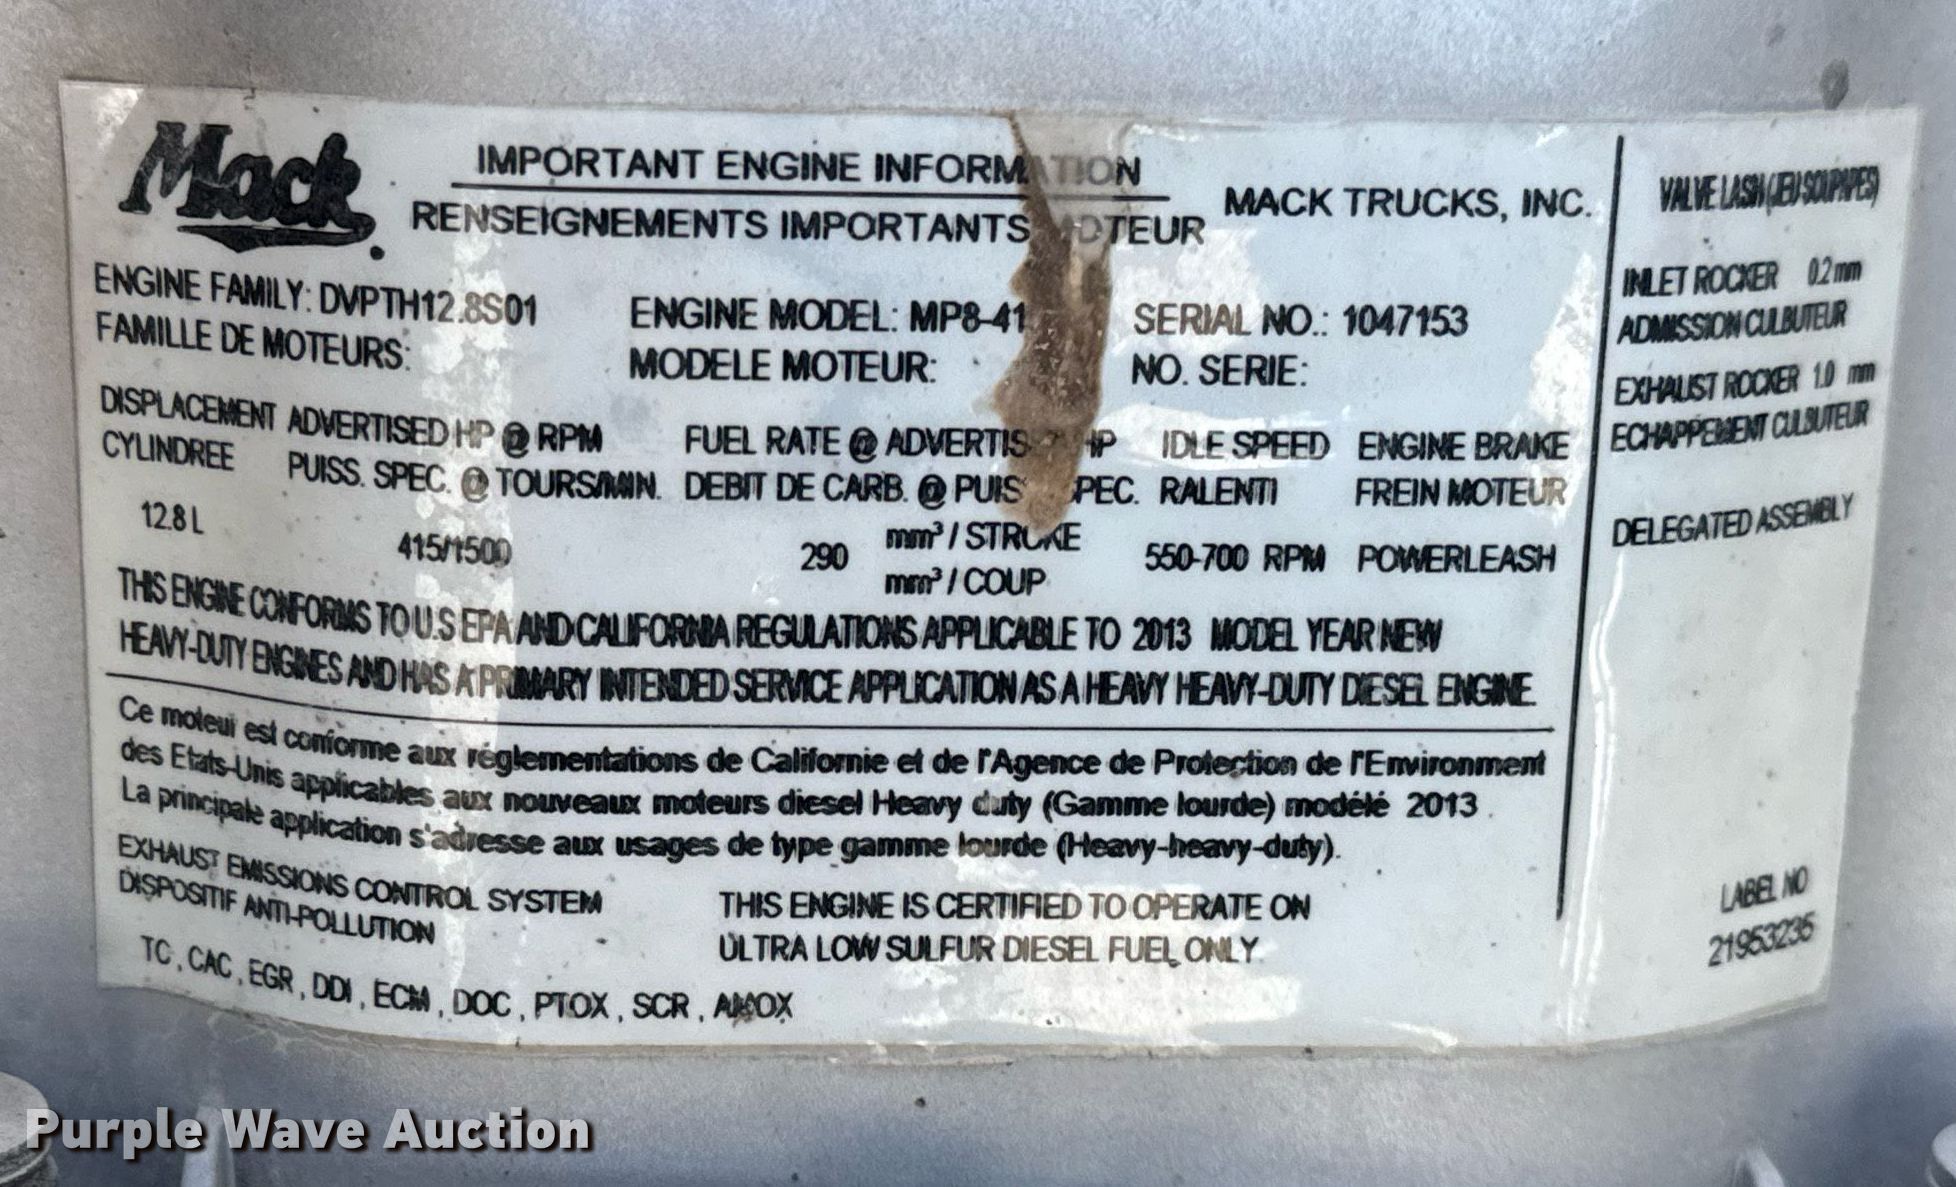 Mack
IMPORTANT ENGINE INFORMATION
RENSEIGNEMENTS IMPORTANTS MOTEUR
MACK TRUCKS, INC.
ENGINE FAMILY: DVPTH12.8S01
FAMILLE DE MOTEURS:
ENGINE MODEL: MP8-41
MODELE MOTEUR:
SERIAL NO.: 1047153
NO. SERIE:
DISPLACEMENT
CYLINDREE
12.8 L
ADVERTISED HP @ RPM
PUISS. SPEC. @ TOURS/MIN.
415/1500
FUEL RATE @ ADVERTIS HP
DEBIT DE CARB. @ PUIS SPEC.
290
mm³ / STROKE
mm³ / COUP
IDLE SPEED
RALENTI
550-700 RPM
ENGINE BRAKE
FREIN MOTEUR
POWERLEASH
THIS ENGINE CONFORMS TO U.S EPA AND CALIFORNIA REGULATIONS APPLICABLE TO 2013 MODEL YEAR NEW
HEAVY-DUTY ENGINES AND HAS A PRIMARY INTENDED SERVICE APPLICATION AS A HEAVY HEAVY-DUTY DIESEL ENGINE.
Ce moteur est conforme aux réglementations de Californie et de l'Agence de Protection de l'Environment
des Etats-Unis applicables aux nouveaux moteurs diesel Heavy duty (Gamme lourde) modélé 2013 .
La principale application s'adresse aux usages de type gamme lourde (Heavy-heavy-duty).
EXHAUST EMISSIONS CONTROL SYSTEM
DISPOSITIF ANTI-POLLUTION
TC , CAC , EGR , DDI , ECM , DOC , PTOX , SCR , AMOX
THIS ENGINE IS CERTIFIED TO OPERATE ON
ULTRA LOW SULFUR DIESEL FUEL ONLY.
VALVE LASH (JEU SOUPAPES)
INLET ROCKER 0.2 mm
ADMISSION CULBUTEUR
EXHAUST ROCKER 1.0 mm
ECHAPPEMENT CULBUTEUR
DELEGATED ASSEMBLY
LABEL NO
21953235
Purple Wave Auction